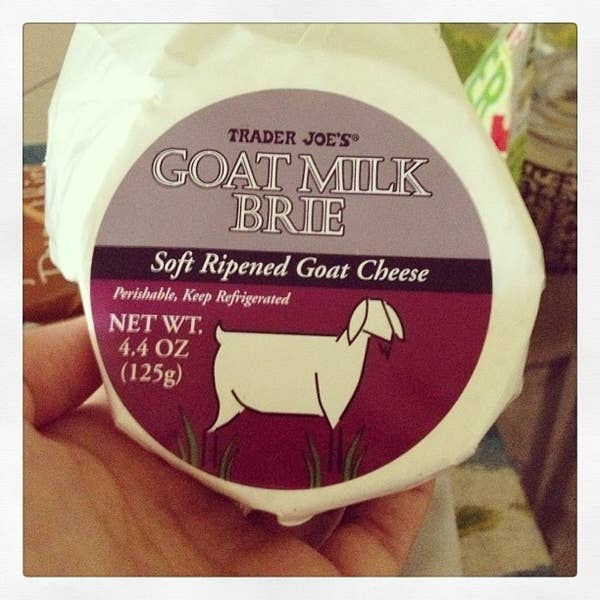 TRADER JOE'S®
GOAT MILK
BRIE
Soft Ripened Goat Cheese
Perishable, Keep Refrigerated
NET WT.
4.4 OZ
(125g)